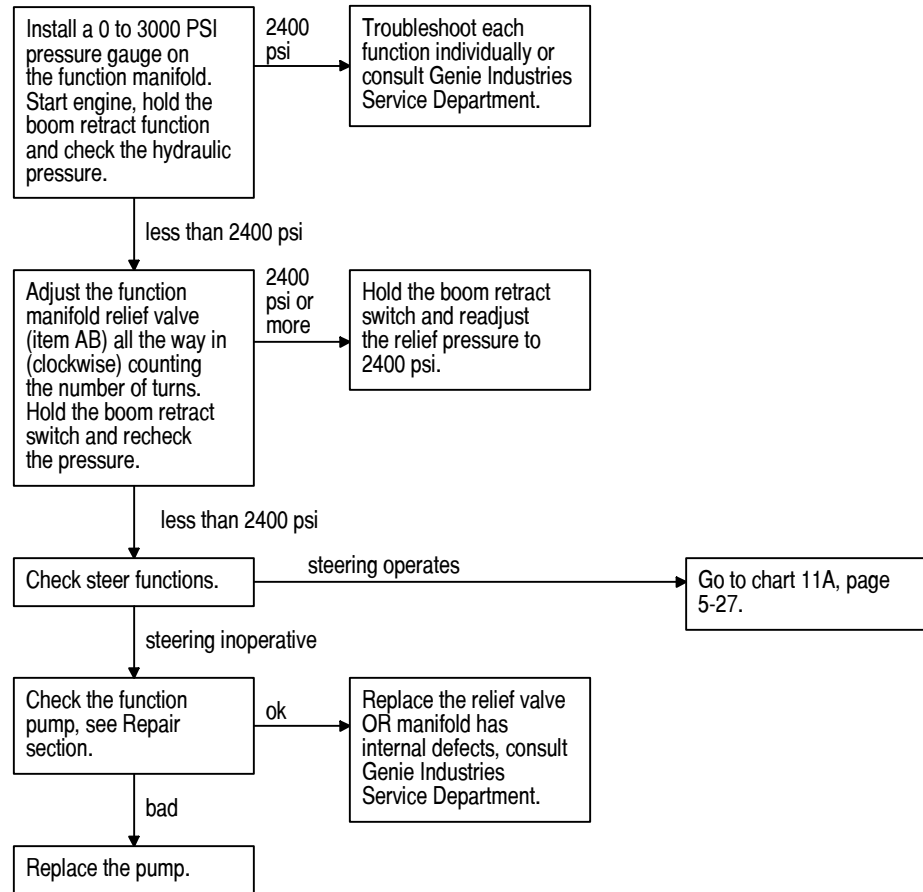 Install a 0 to 3000 PSI
pressure gauge on
the function manifold.
Start engine, hold the
boom retract function
and check the hydraulic
pressure.
2400
psi
Troubleshoot each
function individually or
consult Genie Industries
Service Department.
less than 2400 psi
Adjust the function
manifold relief valve
(item AB) all the way in
(clockwise) counting
the number of turns.
Hold the boom retract
switch and recheck
the pressure.
2400
psi or
more
Hold the boom retract
switch and readjust
the relief pressure to
2400 psi.
less than 2400 psi
Check steer functions.
steering operates
Go to chart 11A, page
5-27.
steering inoperative
Check the function
pump, see Repair
section.
ok
Replace the relief valve
OR manifold has
internal defects, consult
Genie Industries
Service Department.
bad
Replace the pump.